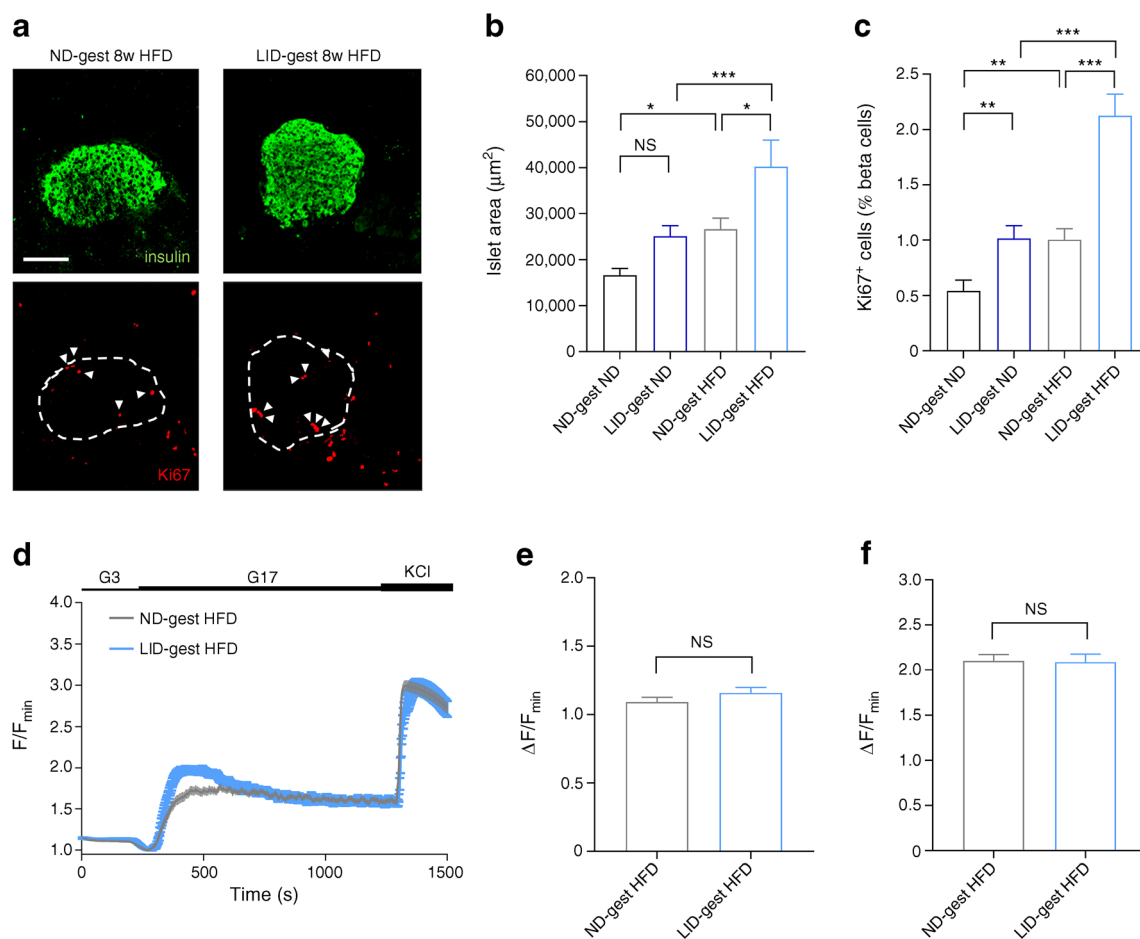 a
ND-gest 8w HFD
LID-gest 8w HFD
insulin
Ki67
b
60,000
50,000
40,000
30,000
20,000
10,000
0
Islet area (μm²)
NS
*
***
*
ND-gest ND
LID-gest ND
ND-gest HFD
LID-gest HFD
c
2.5
2.0
1.5
1.0
0.5
0
Ki67⁺ cells (% beta cells)
***
**
***
**
ND-gest ND
LID-gest ND
ND-gest HFD
LID-gest HFD
d
G3
G17
KCl
4.0
3.5
3.0
2.5
2.0
1.5
1.0
F/Fmin
ND-gest HFD
LID-gest HFD
0
500
1000
1500
Time (s)
e
2.0
1.5
1.0
0.5
0
ΔF/Fmin
NS
ND-gest HFD
LID-gest HFD
f
3.0
2.5
2.0
1.5
1.0
0.5
0
ΔF/Fmin
NS
ND-gest HFD
LID-gest HFD